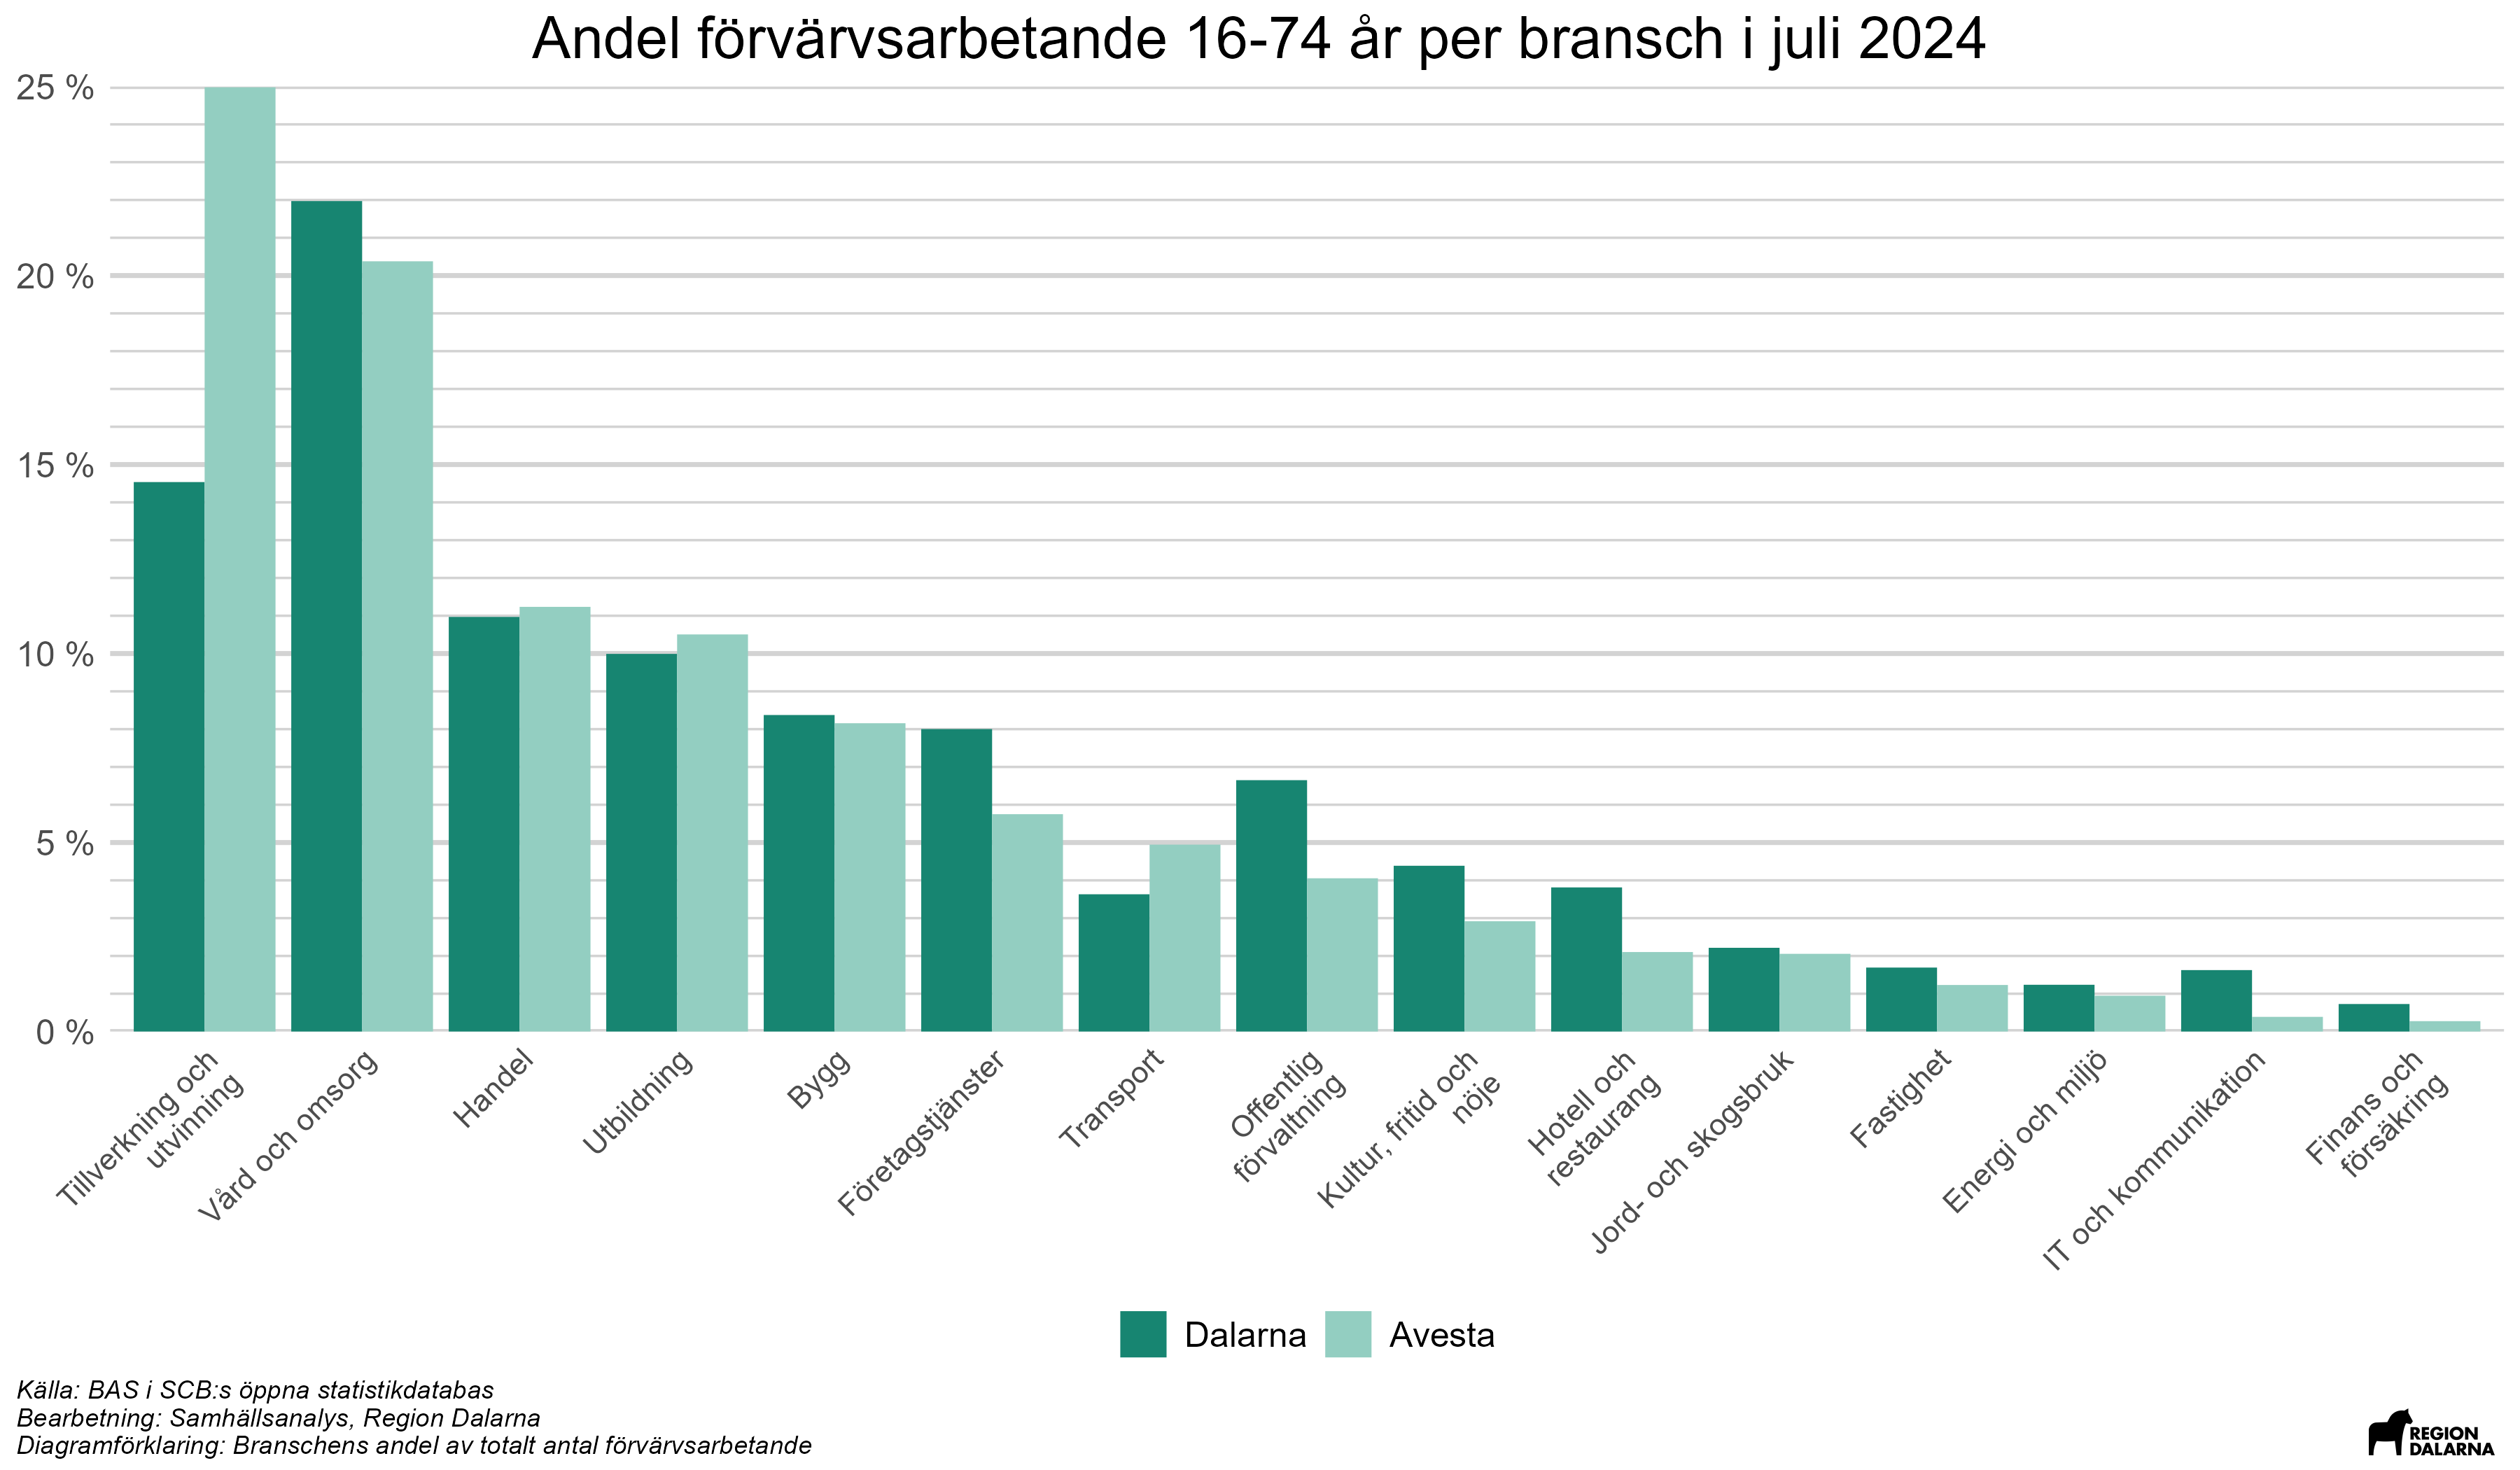 Andel förvärvsarbetande 16-74 år per bransch i juli 2024
25 %
20 %
15 %
10 %
5 %
0 %
Tillverkning och
utvinning
Vård och omsorg
Handel
Utbildning
Bygg
Företagstjänster
Transport
Offentlig
förvaltning
Kultur, fritid och
nöje
Hotell och
restaurang
Jord- och skogsbruk
Fastighet
Energi och miljö
IT och kommunikation
Finans och
försäkring
Dalarna
Avesta
Källa: BAS i SCB:s öppna statistikdatabas
Bearbetning: Samhällsanalys, Region Dalarna
Diagramförklaring: Branschens andel av totalt antal förvärvsarbetande
REGION
DALARNA